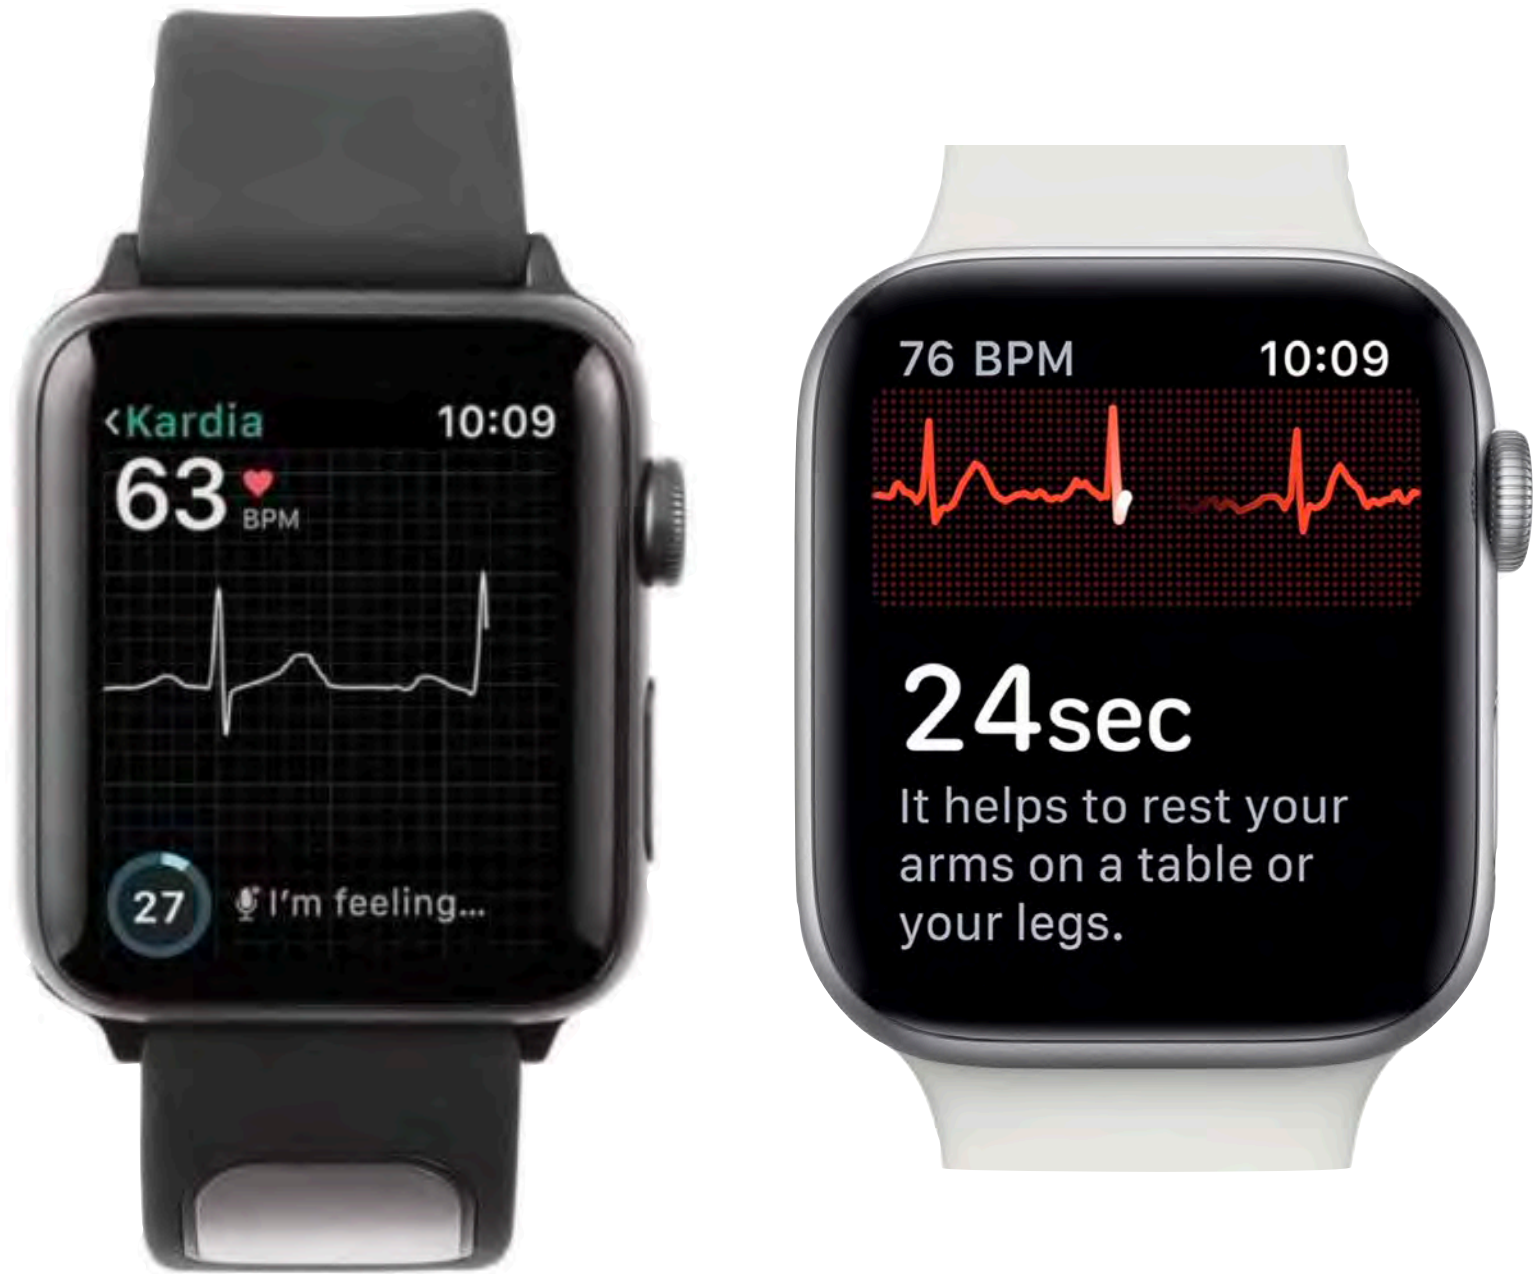 <Kardia 10:09
63 BPM
27 I'm feeling...
76 BPM 10:09
24sec
It helps to rest your
arms on a table or
your legs.